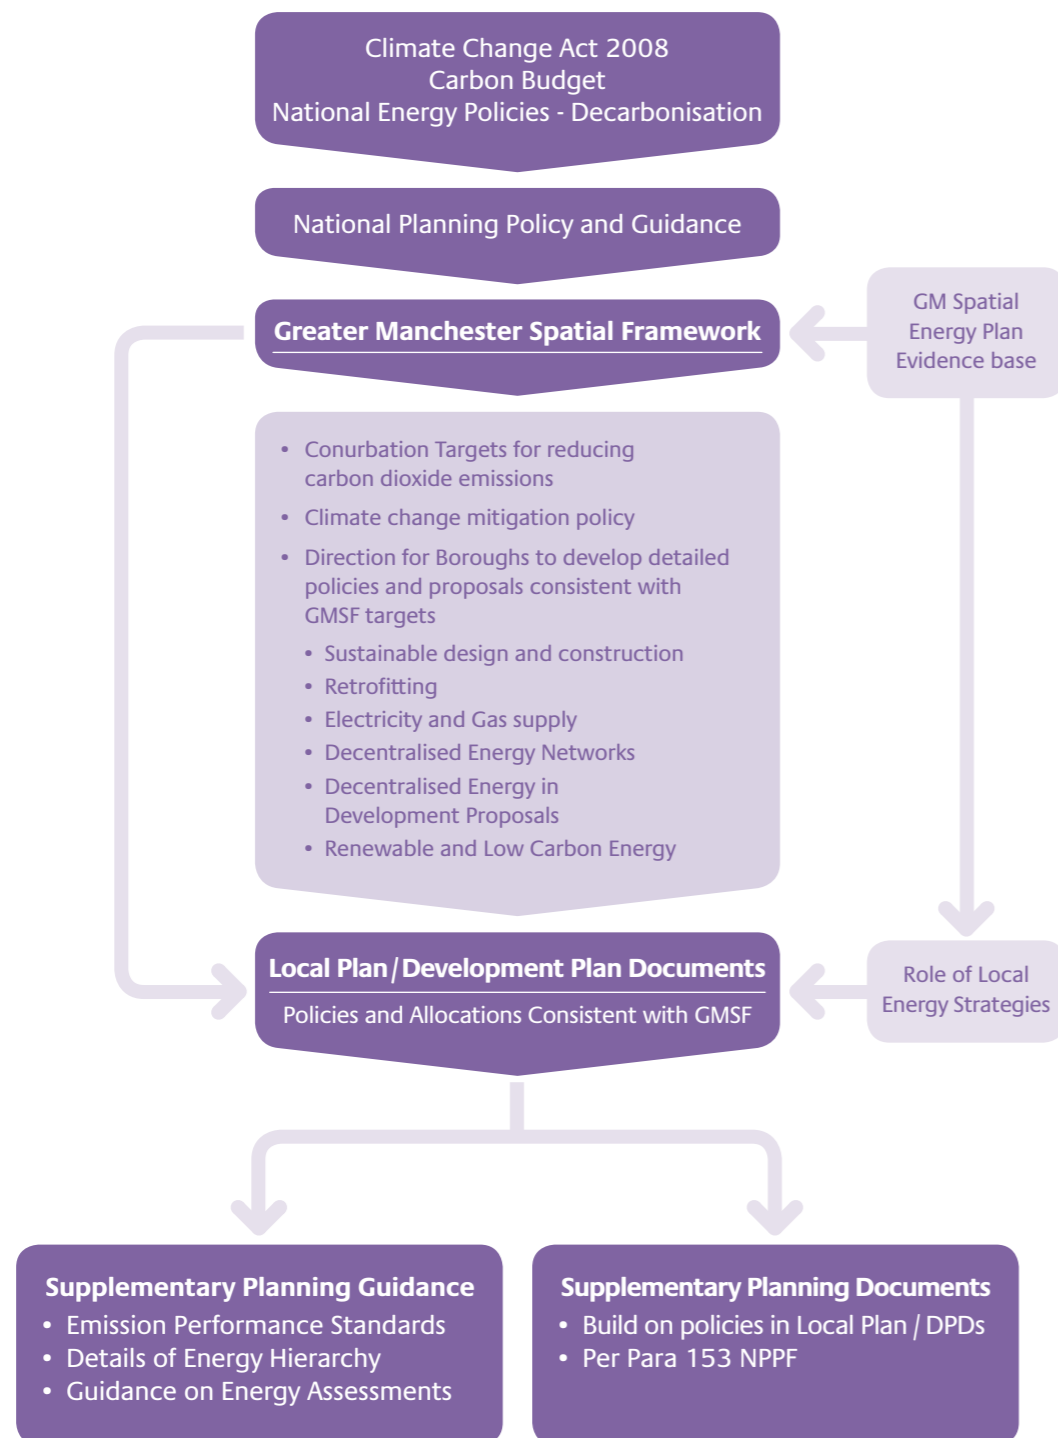 Climate Change Act 2008
Carbon Budget
National Energy Policies - Decarbonisation
National Planning Policy and Guidance
Greater Manchester Spatial Framework
GM Spatial
Energy Plan
Evidence base
• Conurbation Targets for reducing
carbon dioxide emissions
• Climate change mitigation policy
• Direction for Boroughs to develop detailed
policies and proposals consistent with
GMSF targets
• Sustainable design and construction
• Retrofitting
• Electricity and Gas supply
• Decentralised Energy Networks
• Decentralised Energy in
Development Proposals
• Renewable and Low Carbon Energy
Local Plan / Development Plan Documents
Policies and Allocations Consistent with GMSF
Role of Local
Energy Strategies
Supplementary Planning Guidance
• Emission Performance Standards
• Details of Energy Hierarchy
• Guidance on Energy Assessments
Supplementary Planning Documents
• Build on policies in Local Plan / DPDs
• Per Para 153 NPPF